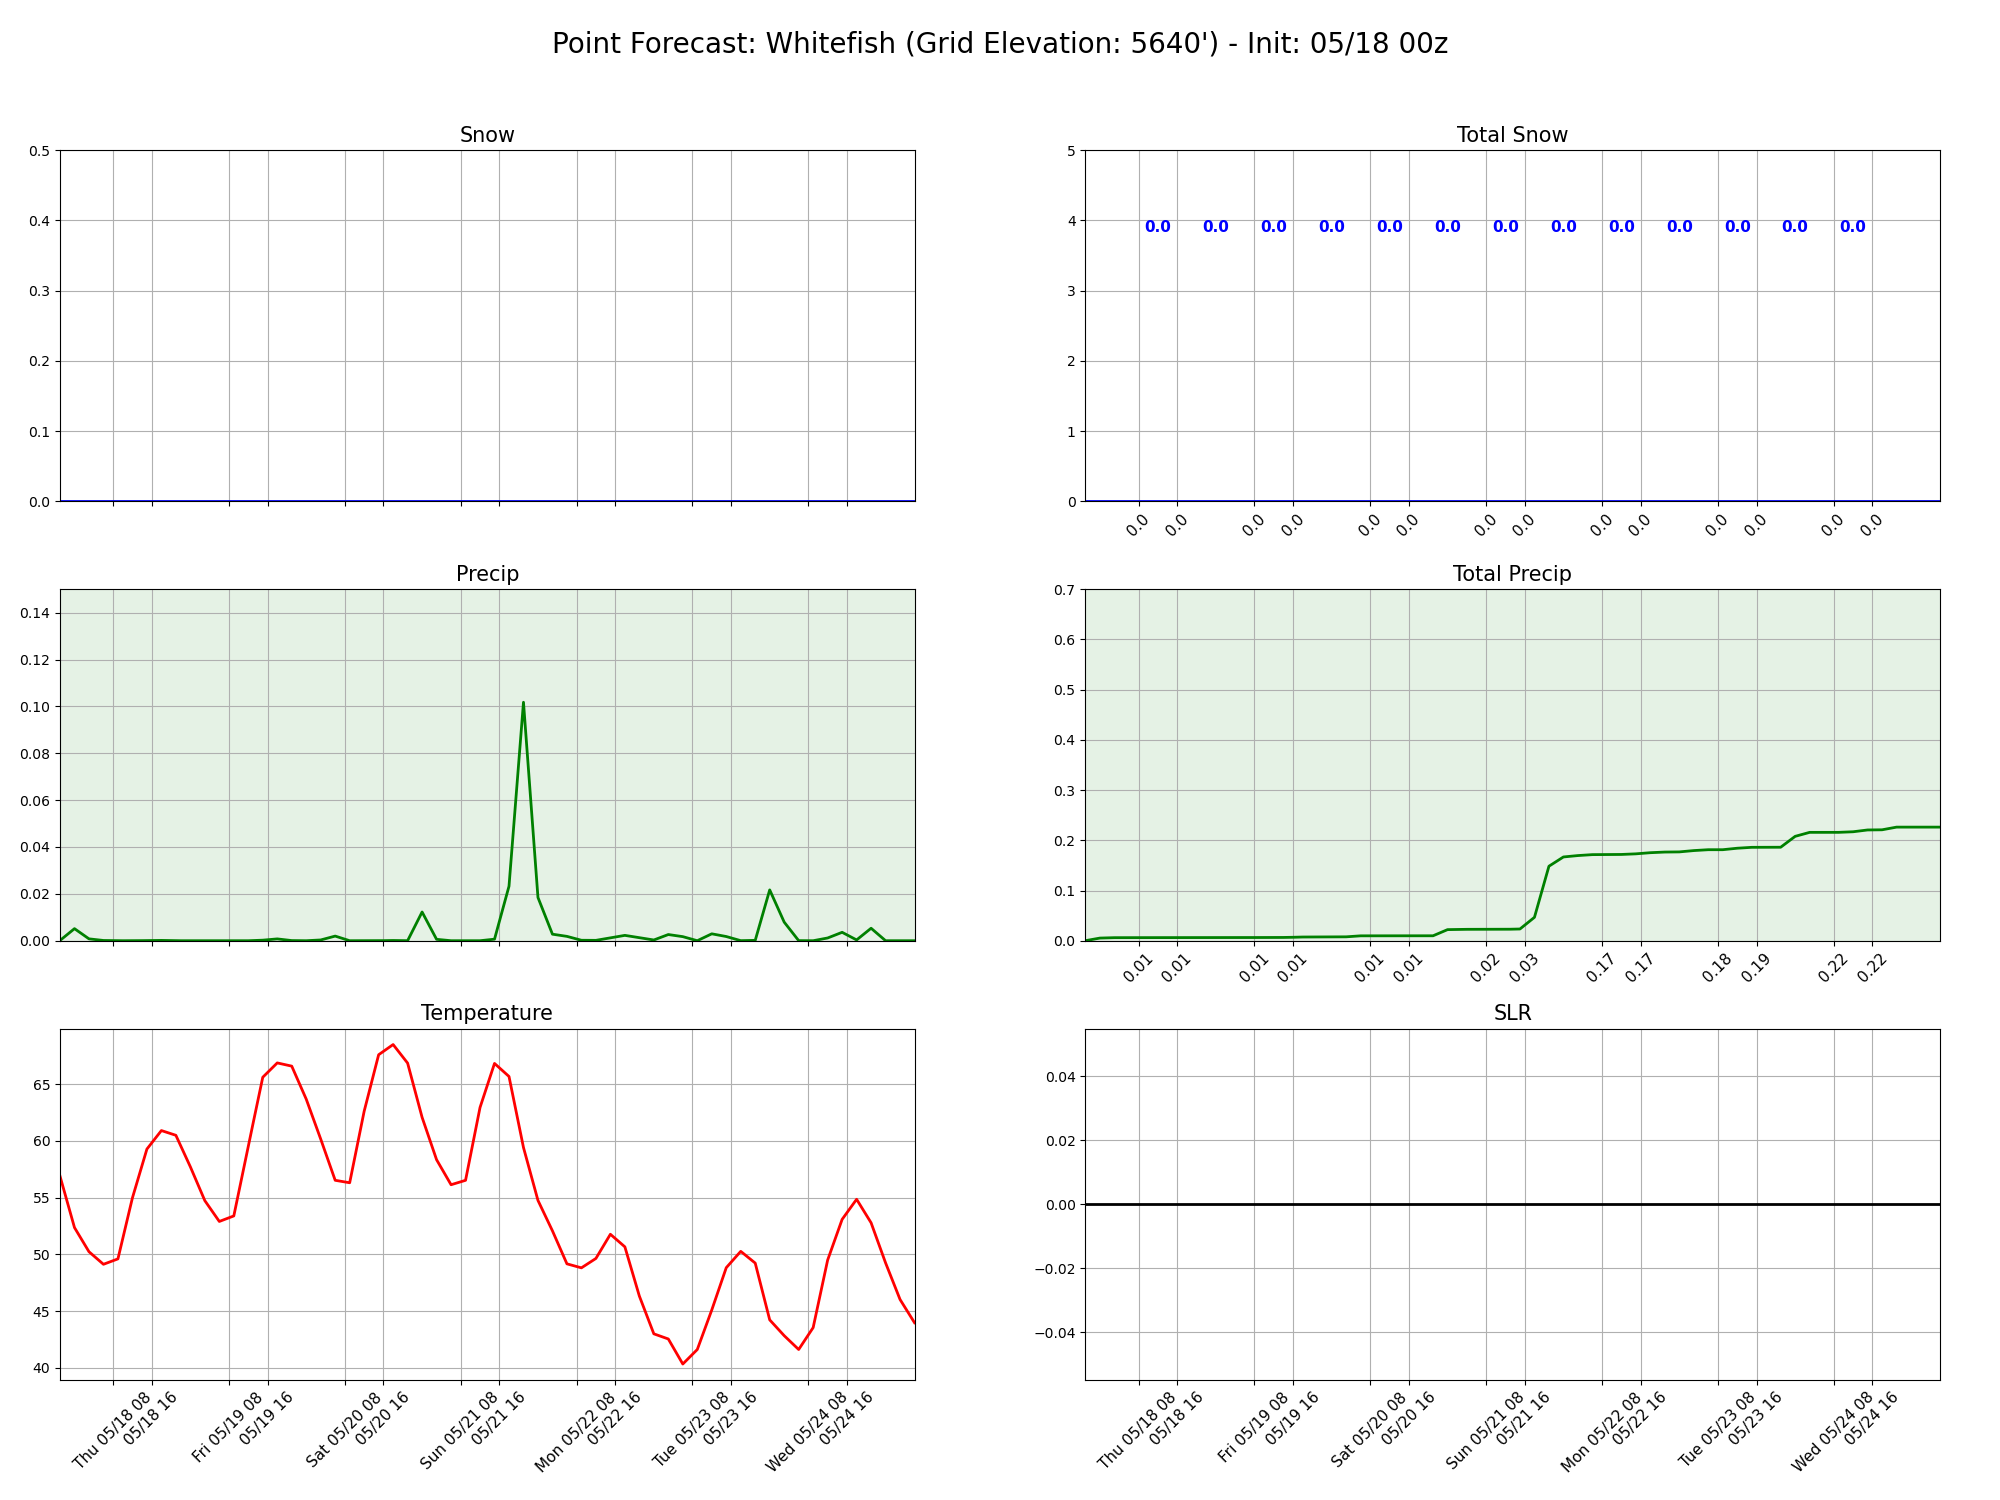 Point Forecast: Whitefish (Grid Elevation: 5640') - Init: 05/18 00z
Snow
0.5
0.4
0.3
0.2
0.1
0.0
Total Snow
5
4
3
2
1
0
0.0 0.0 0.0 0.0 0.0 0.0 0.0 0.0 0.0 0.0 0.0 0.0 0.0
0.0 0.0 0.0 0.0 0.0 0.0 0.0 0.0 0.0 0.0 0.0 0.0 0.0 0.0
Precip
0.14
0.12
0.10
0.08
0.06
0.04
0.02
0.00
Total Precip
0.7
0.6
0.5
0.4
0.3
0.2
0.1
0.0
0.01 0.01 0.01 0.01 0.01 0.01 0.02 0.03 0.17 0.17 0.18 0.19 0.22 0.22
Temperature
65
60
55
50
45
40
Thu 05/18 08
05/18 16
Fri 05/19 08
05/19 16
Sat 05/20 08
05/20 16
Sun 05/21 08
05/21 16
Mon 05/22 08
05/22 16
Tue 05/23 08
05/23 16
Wed 05/24 08
05/24 16
SLR
0.04
0.02
0.00
−0.02
−0.04
Thu 05/18 08
05/18 16
Fri 05/19 08
05/19 16
Sat 05/20 08
05/20 16
Sun 05/21 08
05/21 16
Mon 05/22 08
05/22 16
Tue 05/23 08
05/23 16
Wed 05/24 08
05/24 16